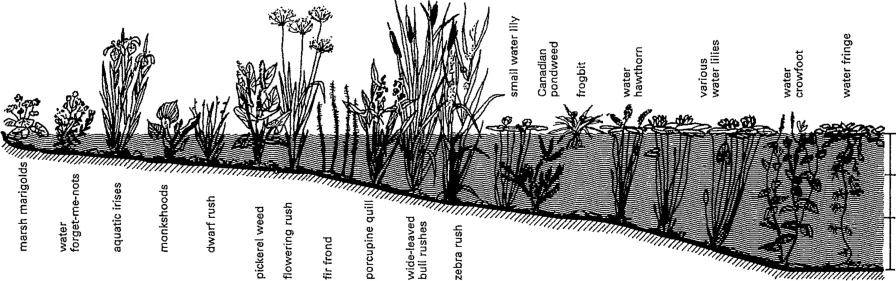 marsh marigolds
water
forget-me-nots
aquatic irises
monkshoods
dwarf rush
pickerel weed
flowering rush
fir frond
porcupine quill
wide-leaved
bull rushes
zebra rush
small water lily
Canadian
pondweed
frogbit
water
hawthorn
various
water lilies
water
crowfoot
water fringe